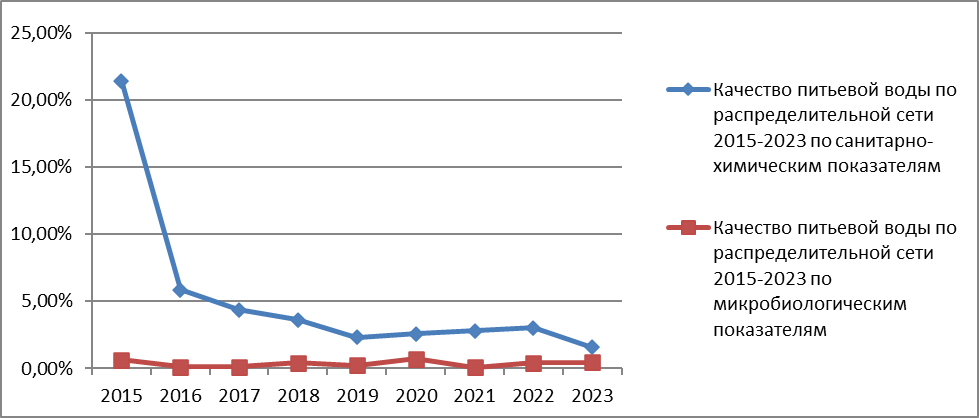 25,00%
20,00%
15,00%
10,00%
5,00%
0,00%
2015 2016 2017 2018 2019 2020 2021 2022 2023
Качество питьевой воды по
распределительной сети
2015-2023 по санитарно-
химическим показателям
Качество питьевой воды по
распределительной сети
2015-2023 по
микробиологическим
показателям